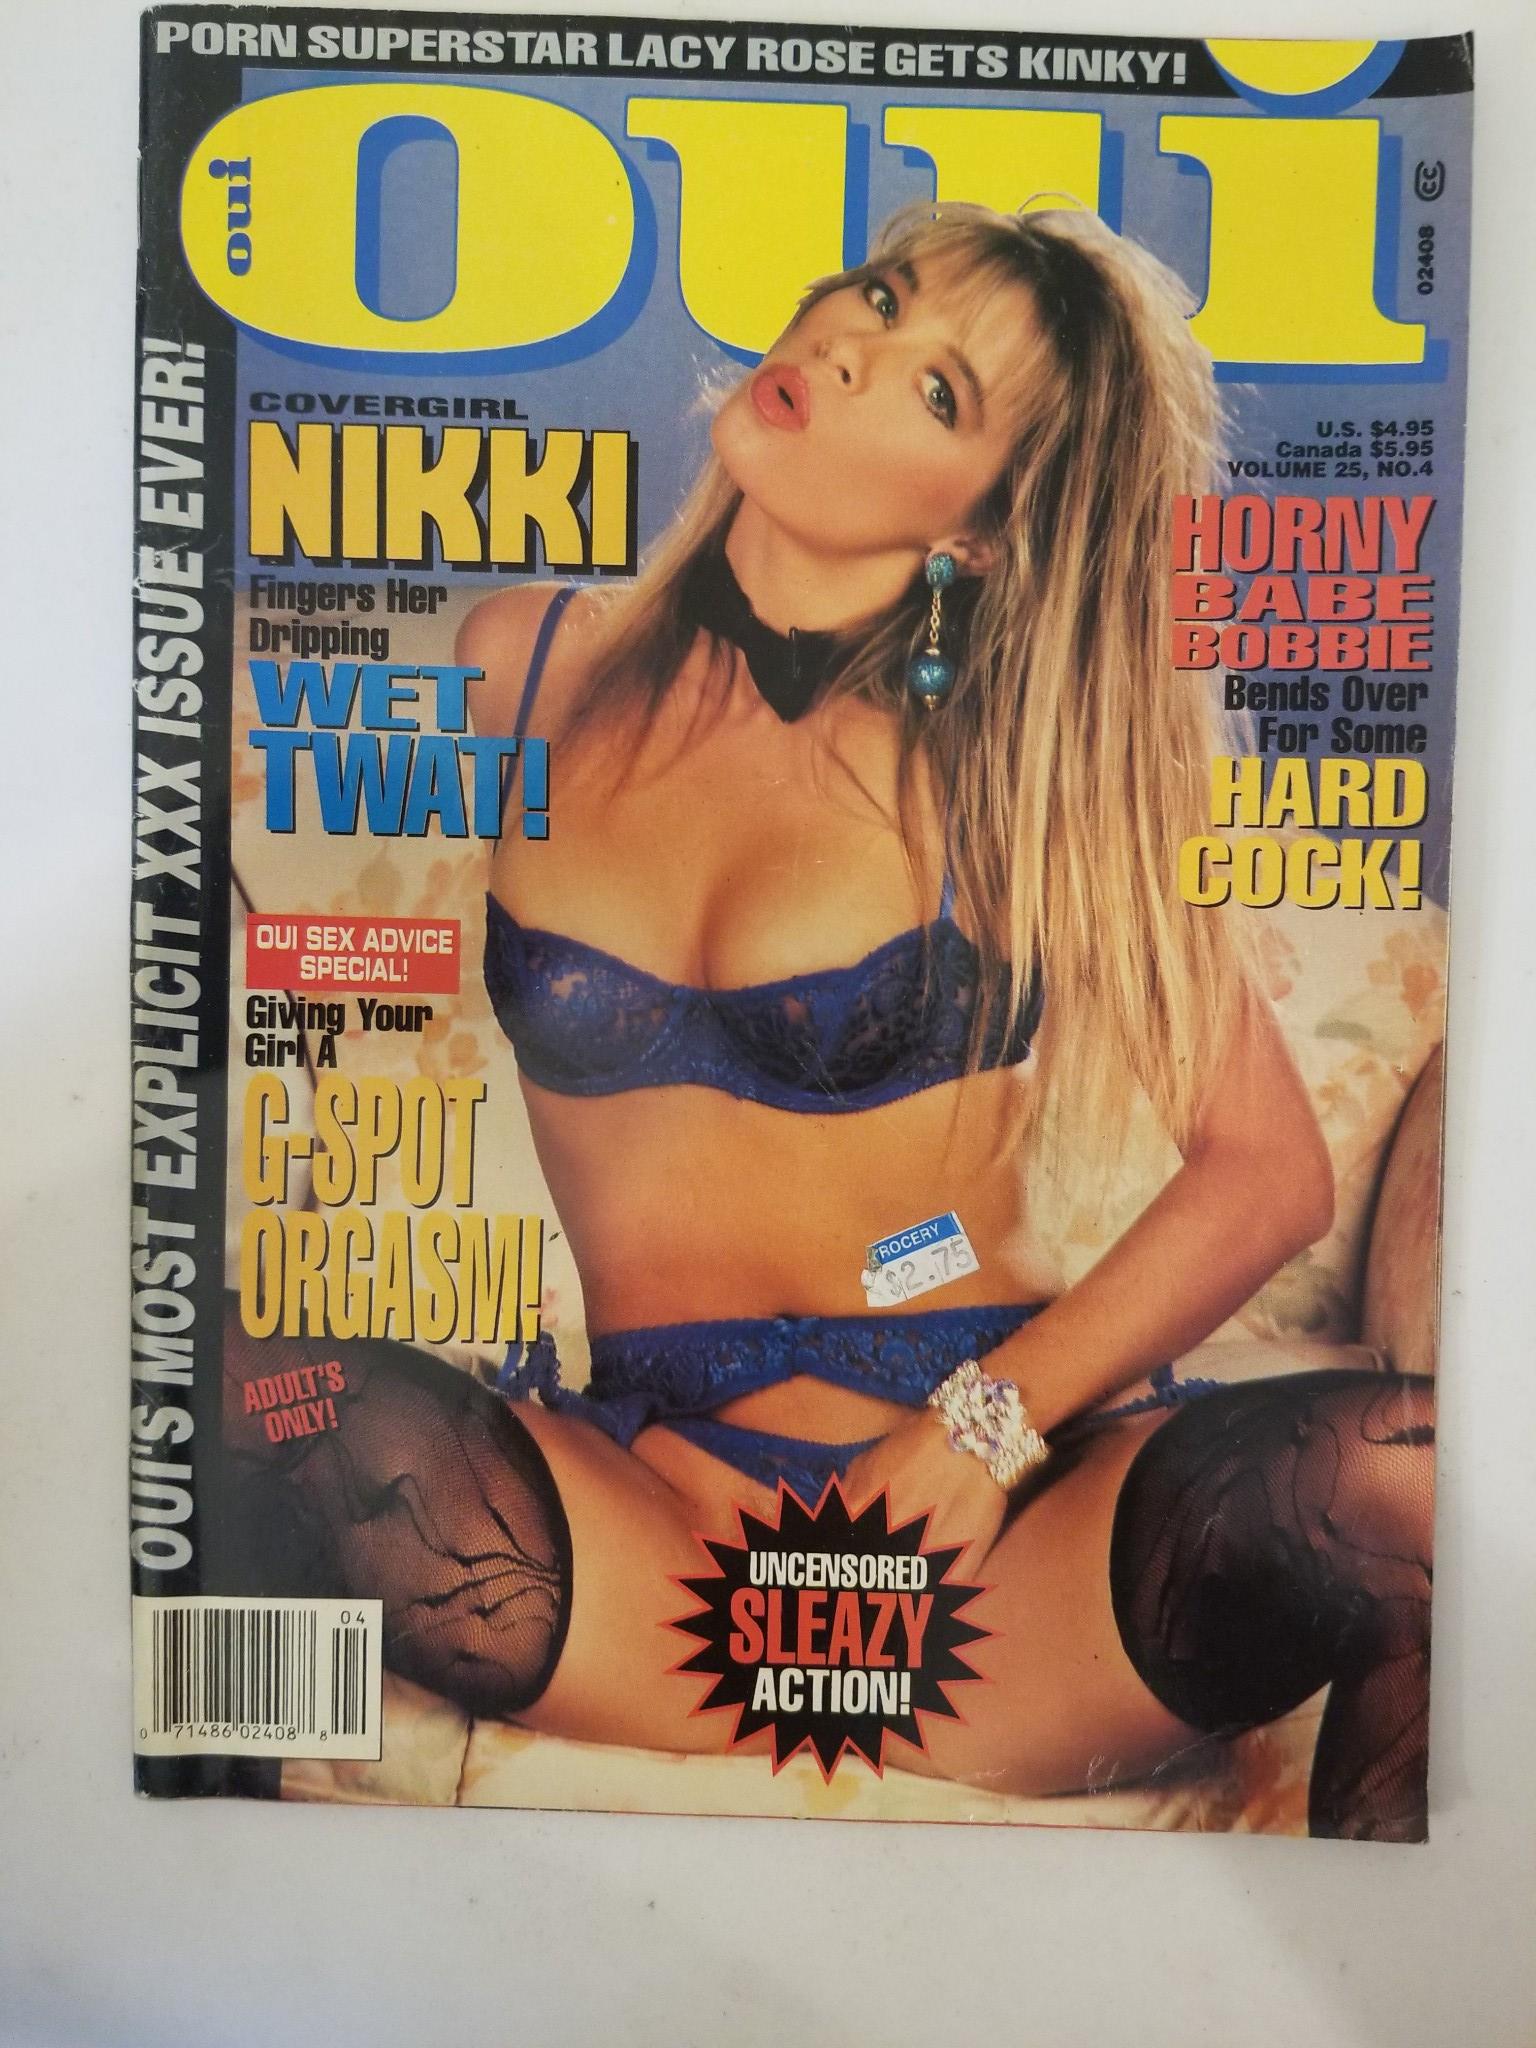 PORN SUPERSTAR LACY ROSE GETS KINKY!
oui
oui
02408 CC
OUI'S MOST EXPLICIT XXX ISSUE EVER!
COVERGIRL
NIKKI
Fingers Her
Dripping
WET
TWAT!
U.S. $4.95
Canada $5.95
VOLUME 25, NO.4
HORNY
BABE
BOBBIE
Bends Over
For Some
HARD
COCK!
OUI SEX ADVICE
SPECIAL!
Giving Your
Girl A
G-SPOT
ORGASM!
ROCERY
$2.75
ADULT'S
ONLY!
UNCENSORED
SLEAZY
ACTION!
04
0 71486 02408 8